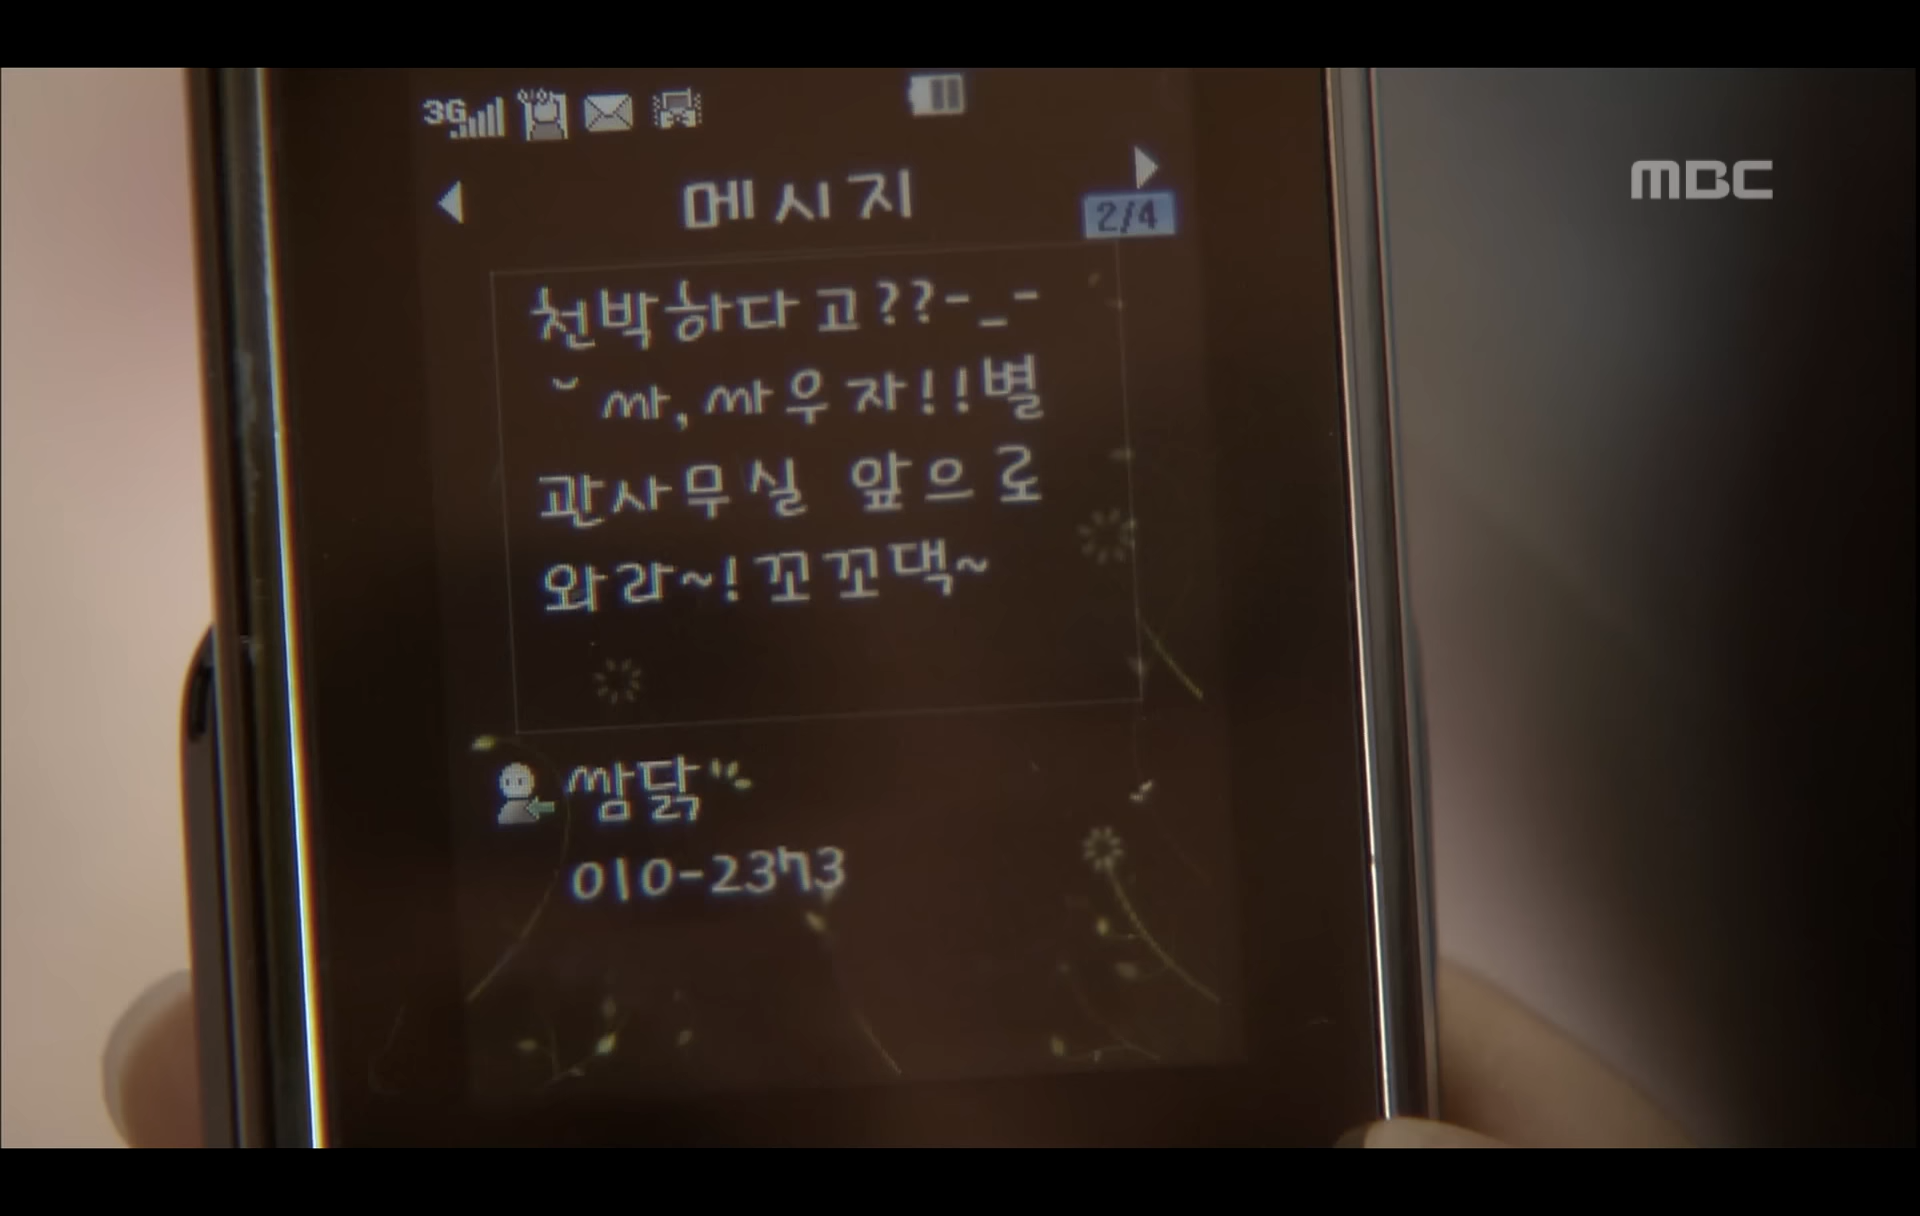 3G
메시지
2/4
MBC
천박하다고??-_-
˘ 싸,싸우자!!별
관사무실 앞으로
와라~!꼬꼬댁~
쌈닭
010-2373